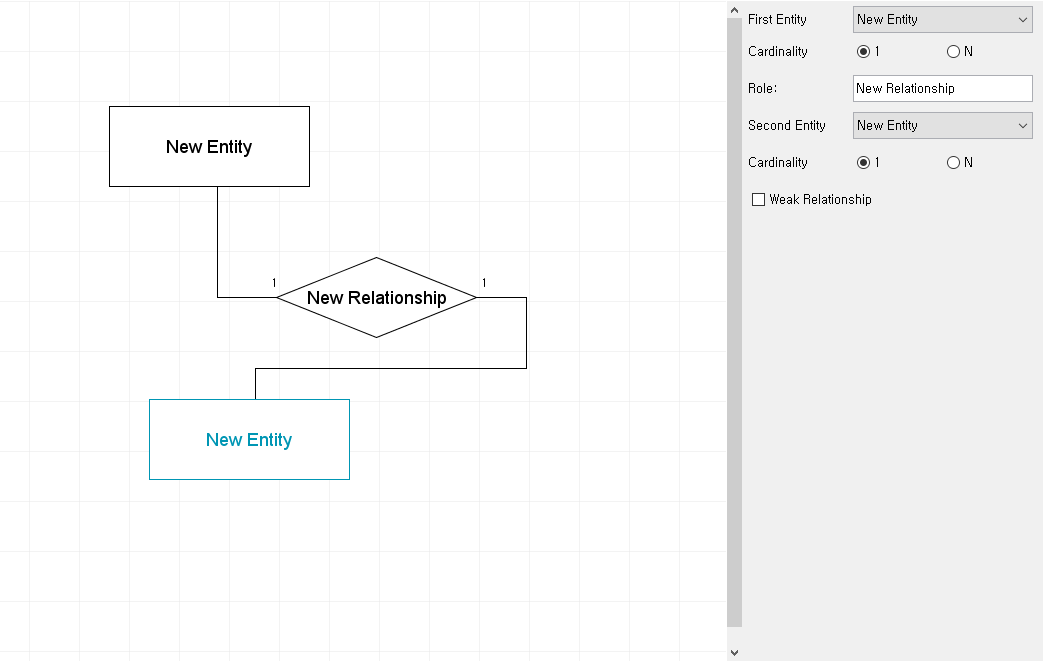 New Entity
1
1
New Relationship
New Entity
First Entity
New Entity
Cardinality
1
N
Role:
New Relationship
Second Entity
New Entity
Cardinality
1
N
Weak Relationship